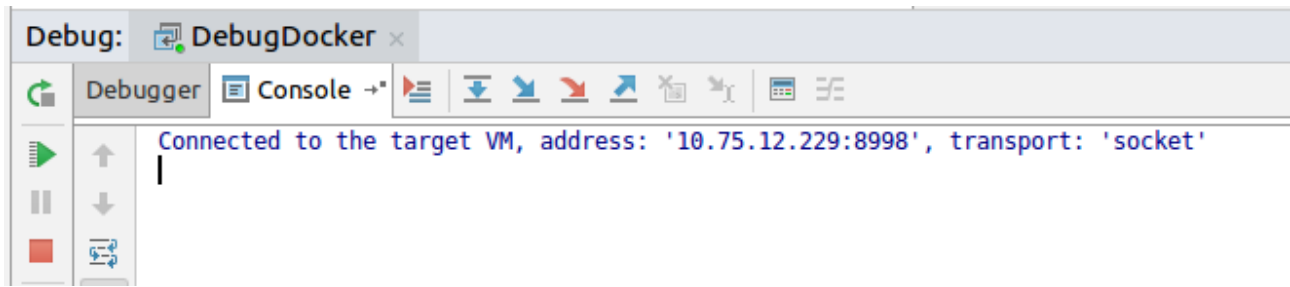 Debug: DebugDocker
Debugger Console
Connected to the target VM, address: '10.75.12.229:8998', transport: 'socket'